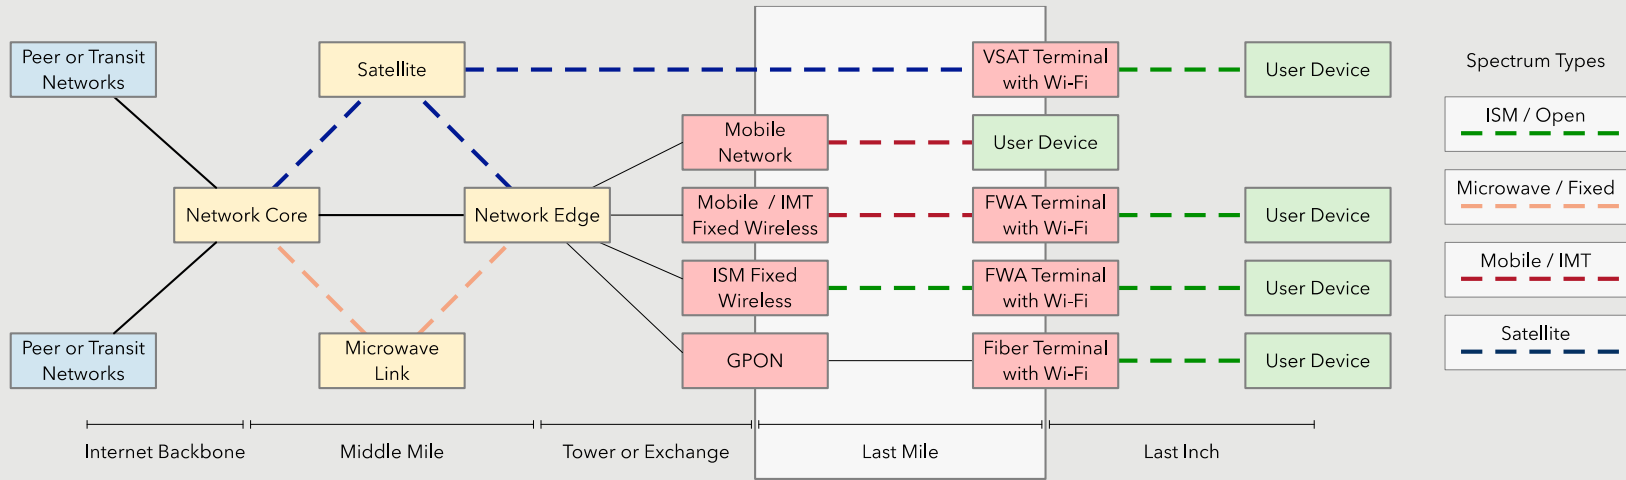 Peer or Transit
Networks
Satellite
VSAT Terminal
with Wi-Fi
User Device
Spectrum Types
ISM / Open
Mobile
Network
User Device
Network Core
Network Edge
Mobile / IMT
Fixed Wireless
FWA Terminal
with Wi-Fi
User Device
Microwave / Fixed
ISM Fixed
Wireless
FWA Terminal
with Wi-Fi
User Device
Mobile / IMT
Peer or Transit
Networks
Microwave
Link
GPON
Fiber Terminal
with Wi-Fi
User Device
Satellite
Internet Backbone
Middle Mile
Tower or Exchange
Last Mile
Last Inch